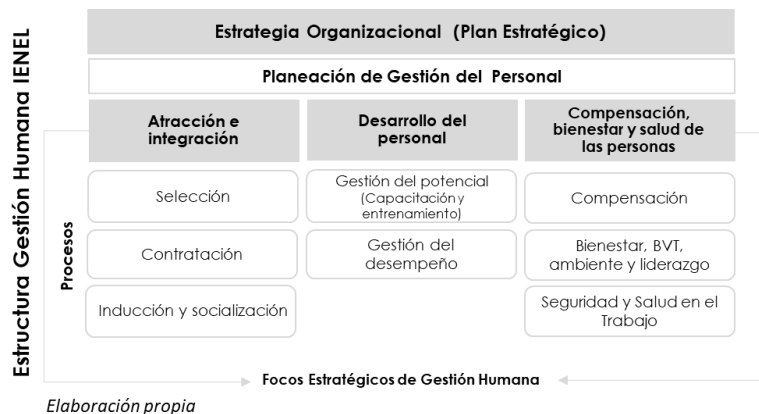 Estructura Gestión Humana IENEL
Estrategia Organizacional (Plan Estratégico)
Planeación de Gestión del Personal
Atracción e
integración
Desarrollo del
personal
Compensación,
bienestar y salud de
las personas
Procesos
Selección
Contratación
Inducción y socialización
Gestión del potencial
(Capacitación y
entrenamiento)
Gestión del
desempeño
Compensación
Bienestar, BVT,
ambiente y liderazgo
Seguridad y Salud en el
Trabajo
Focos Estratégicos de Gestión Humana
Elaboración propia